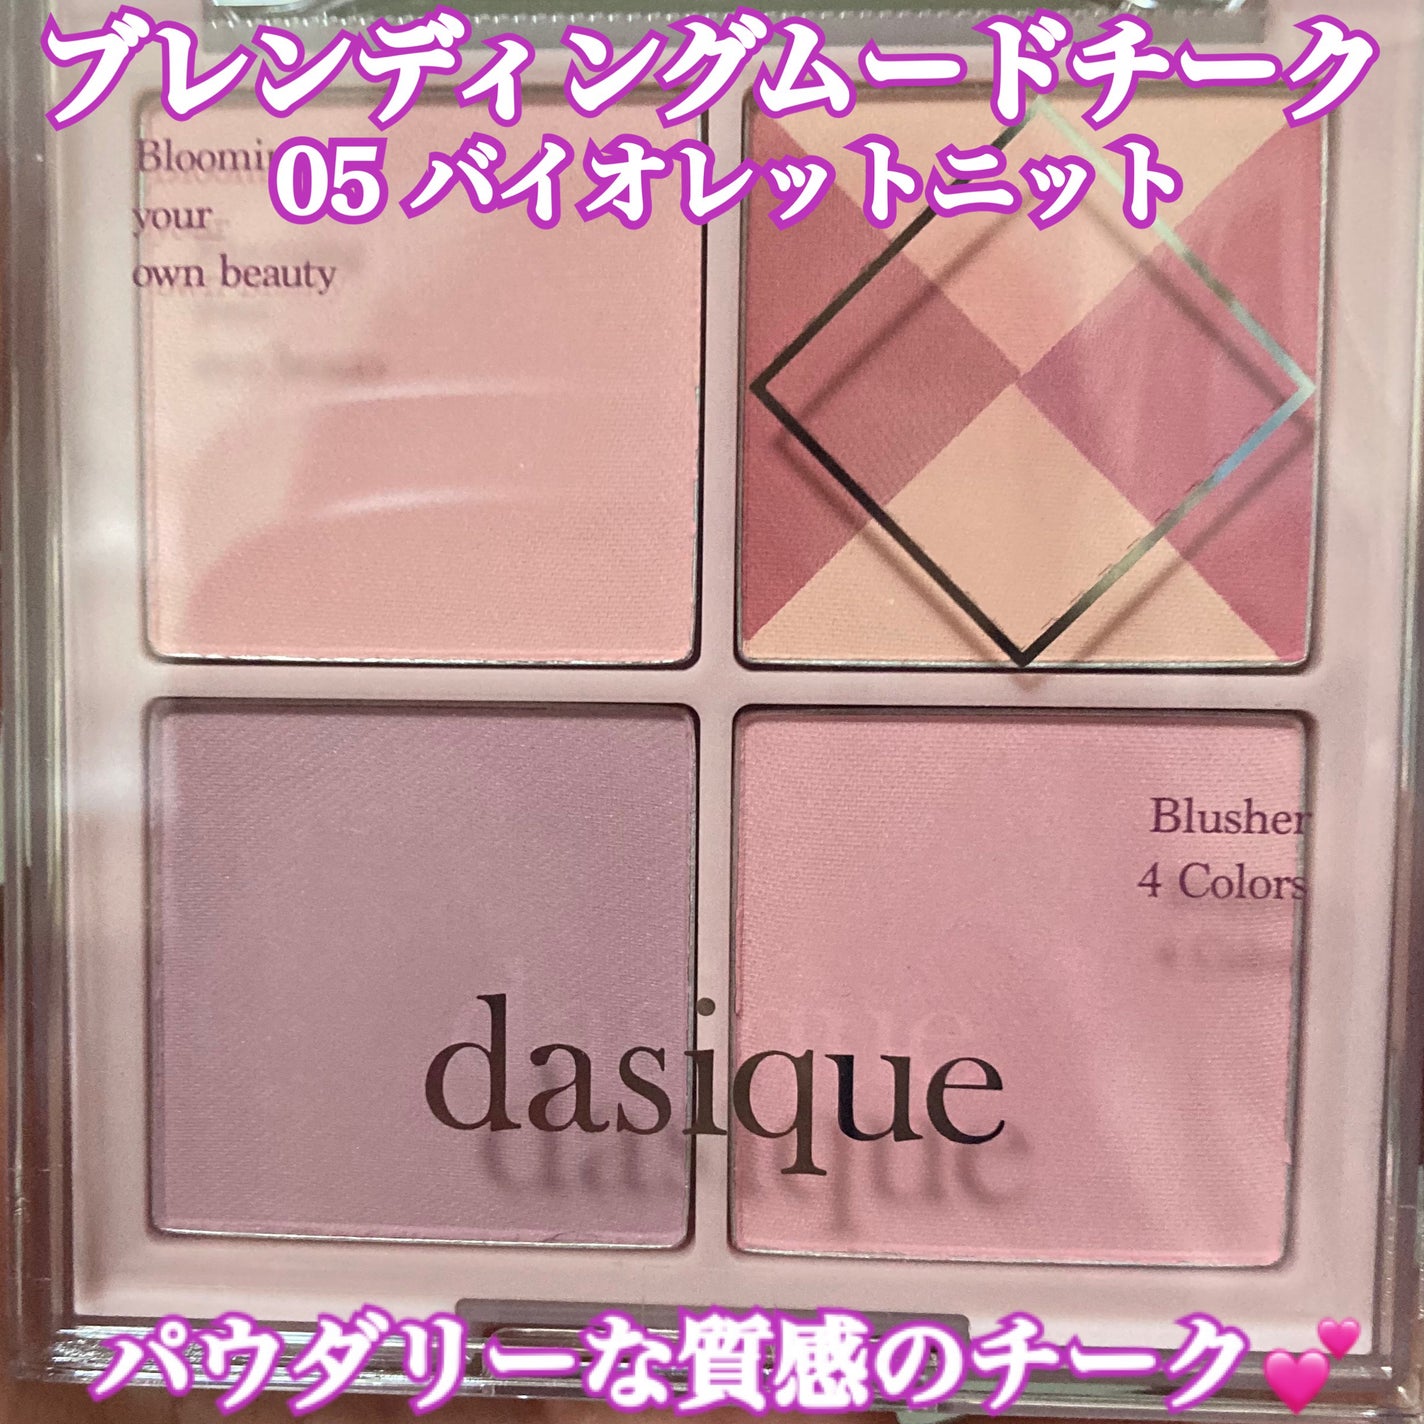 ブレンディングムードチーク
05 バイオレットニット
your
own beauty
Blusher
4 Colors
dasique
パウダリーな質感のチーク💕